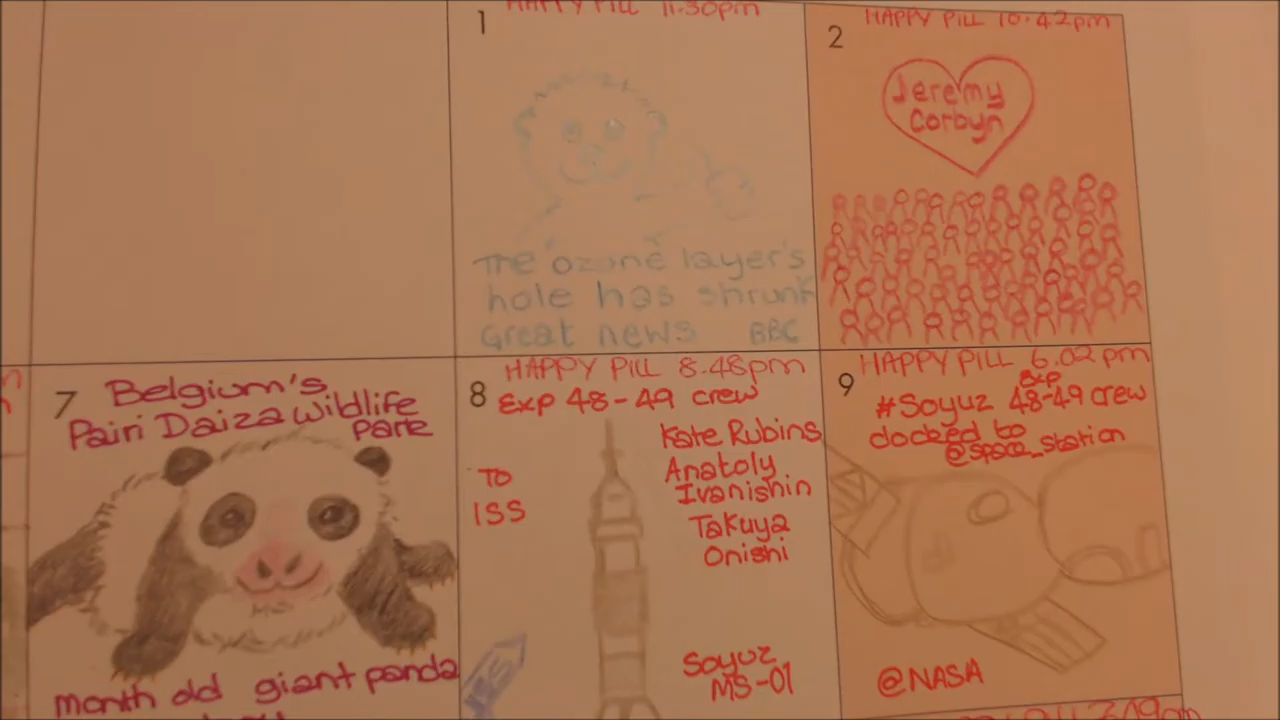 HAPPY PILL 11.30pm
1
The ozone layer's
hole has shrunk
Great news BBC
HAPPY PILL 10.42pm
2
Jeremy
Corbyn
7
Belgium's
Pairi Daiza wildlife
Park
month old giant panda
HAPPY PILL 8.48pm
8
Exp 48-49 crew
To
ISS
Kate Rubins
Anatoly
Ivanishin
Takuya
Onishi
Soyuz
MS-01
HAPPY PILL 6.02pm
9
Exp
#Soyuz 48-49 crew
docked to
@space_station
@NASA